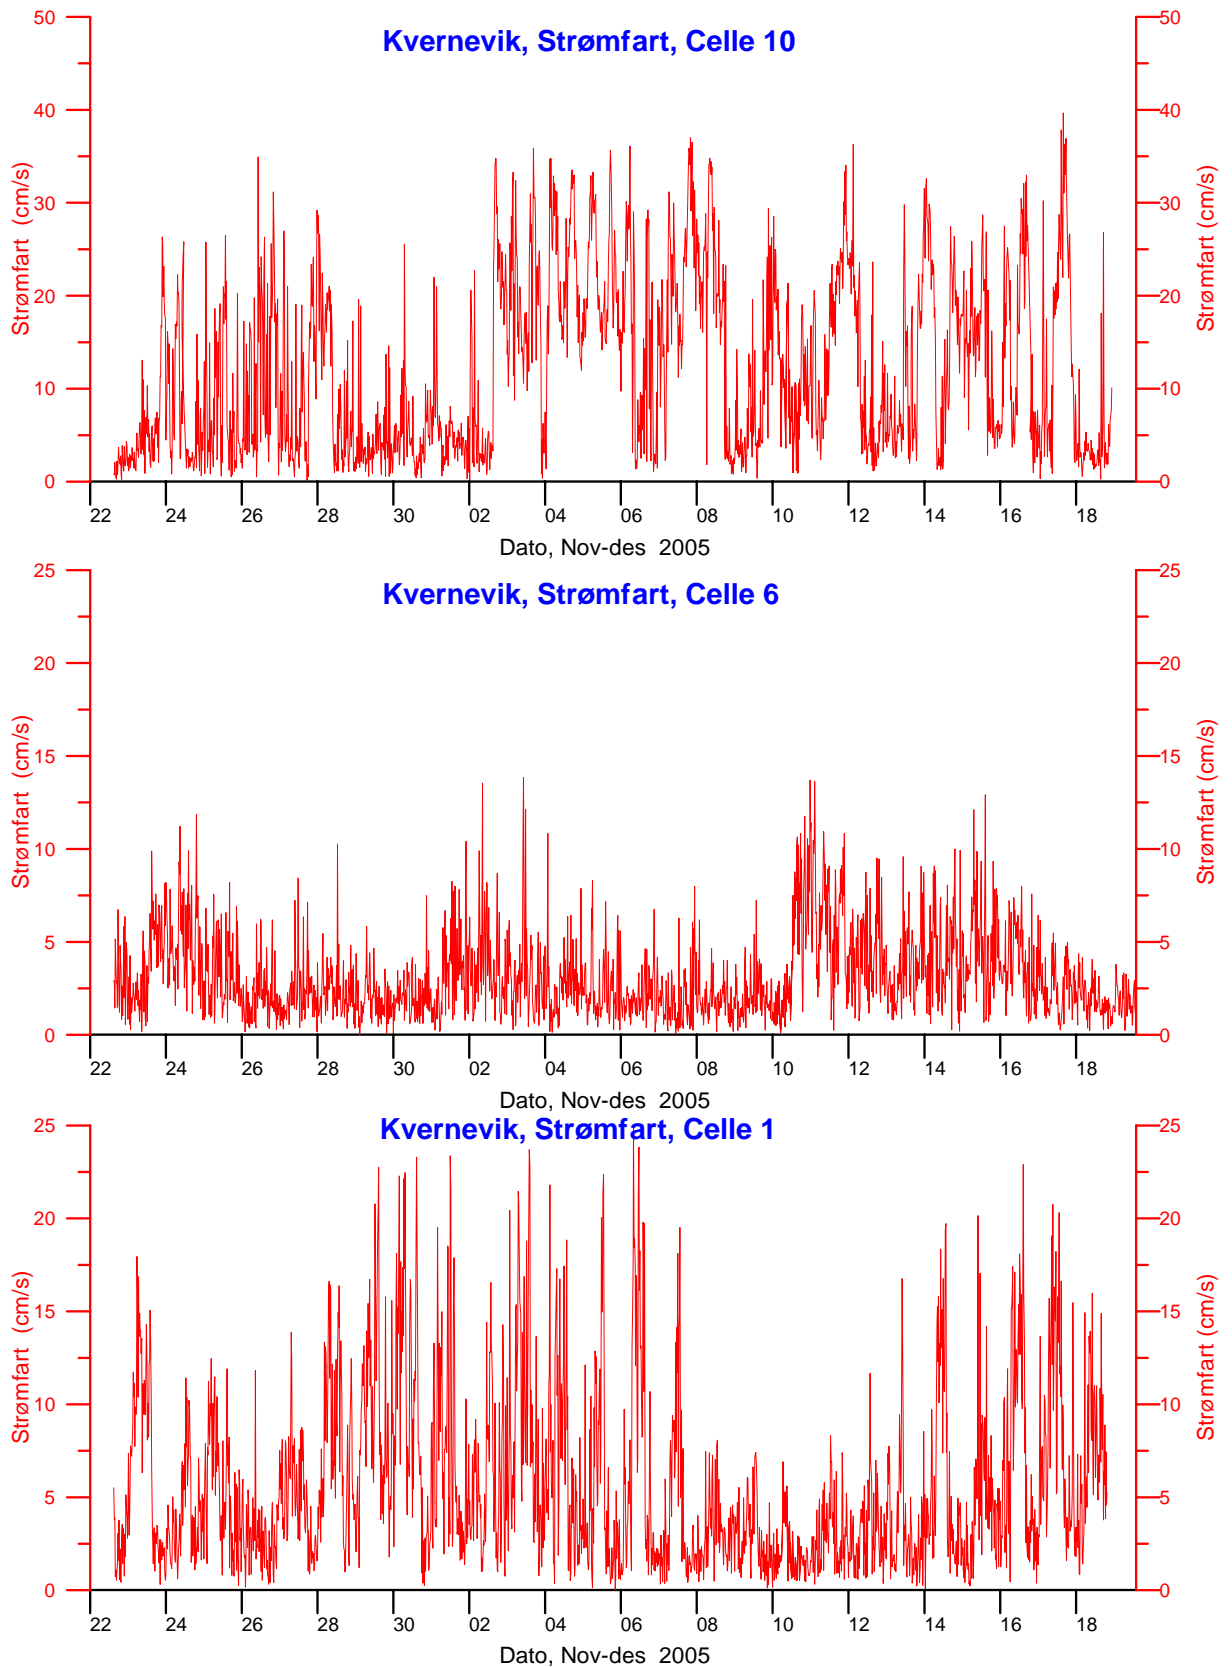 Kvernevik, Strømfart, Celle 10
50 50
40 40
30 30
20 20
10 10
0 0
Strømfart (cm/s)
Strømfart (cm/s)
22 24 26 28 30 02 04 06 08 10 12 14 16 18
Dato, Nov-des 2005
Kvernevik, Strømfart, Celle 6
25 25
20 20
15 15
10 10
5 5
0 0
Strømfart (cm/s)
Strømfart (cm/s)
22 24 26 28 30 02 04 06 08 10 12 14 16 18
Dato, Nov-des 2005
Kvernevik, Strømfart, Celle 1
25 25
20 20
15 15
10 10
5 5
0 0
Strømfart (cm/s)
Strømfart (cm/s)
22 24 26 28 30 02 04 06 08 10 12 14 16 18
Dato, Nov-des 2005